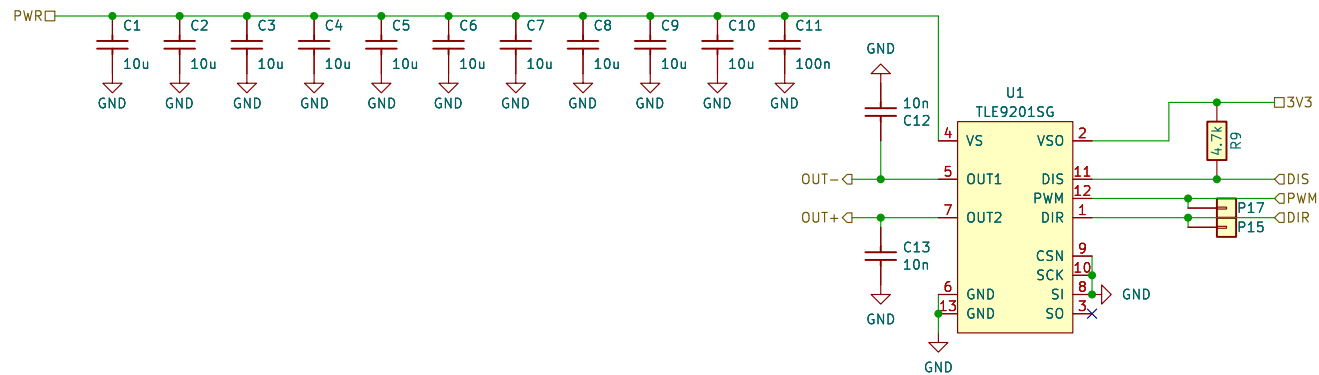 PWR
C1 C2 C3 C4 C5 C6 C7 C8 C9 C10 C11
10u 10u 10u 10u 10u 10u 10u 10u 10u 10u 100n
GND GND GND GND GND GND GND GND GND GND GND
GND
10n
C12
U1
TLE9201SG
4 VS VSO 2
3V3
4.7k
R9
OUT- 5 OUT1 DIS 11 DIS
PWM 12 PWM
P17
OUT+ 7 OUT2 DIR 1 DIR
P15
C13
10n
GND
CSN 9
SCK 10
6 GND SI 8 GND
13 GND SO 3
GND